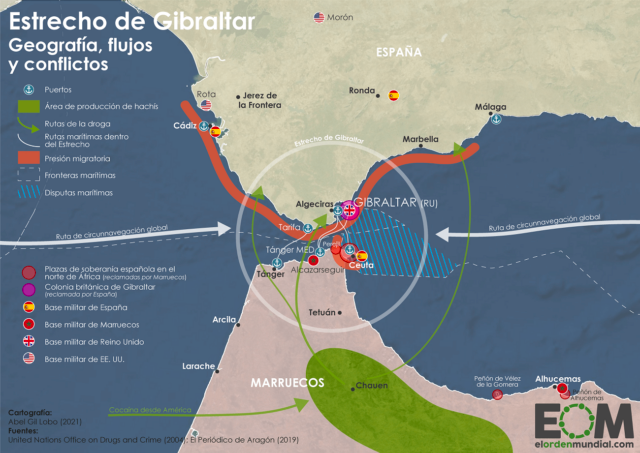 Estrecho de Gibraltar
Geografía, flujos
y conflictos
Puertos
Área de producción de hachís
Rutas de la droga
Rutas marítimas dentro
del Estrecho
Presión migratoria
Fronteras marítimas
Disputas marítimas
Morón
ESPAÑA
Rota
Jerez de
la Frontera
Ronda
Málaga
Cádiz
Marbella
Estrecho de Gibraltar
Algeciras
GIBRALTAR (RU)
Tarifa
Ruta de circunnavegación global
Ruta de circunnavegación global
Tánger MED
Perejil
Ceuta
Alcazarseguir
Tánger
Plazas de soberanía española en el
norte de África (reclamadas por Marruecos)
Colonia británica de Gibraltar
(reclamada por España)
Base militar de España
Base militar de Marruecos
Base militar de Reino Unido
Base militar de EE. UU.
Tetuán
Arcila
Larache
MARRUECOS
Chauen
Peñón de Vélez
de la Gomera
Alhucemas
Peñón de
Alhucemas
Cocaína desde América
Cartografía:
Abel Gil Lobo (2021)
Fuentes:
United Nations Office on Drugs and Crime (2004); El Periódico de Aragón (2019)
EOM
elordenmundial.com